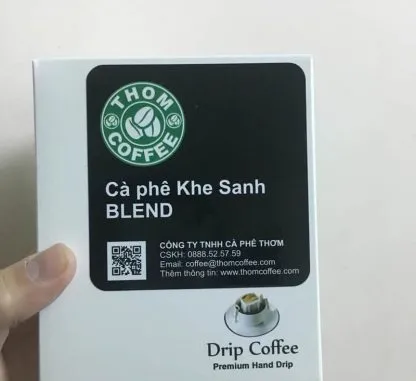 THOM
COFFEE
Cà phê Khe Sanh
BLEND
CÔNG TY TNHH CÀ PHÊ THƠM
CSKH: 0888.52.57.59
Email: coffee@thomcoffee.com
Thêm thông tin: www.thomcoffee.com
Drip Coffee
Premium Hand Drip